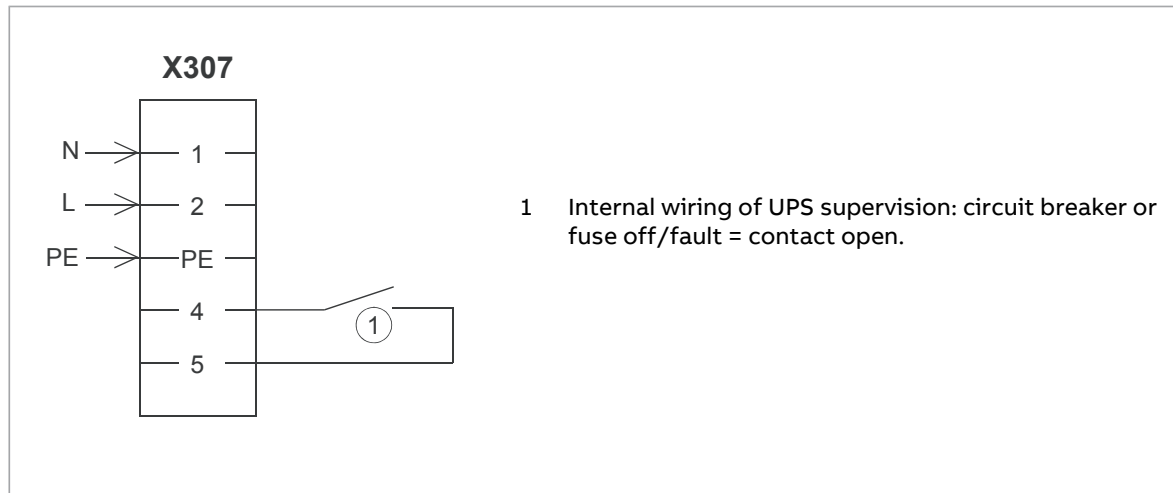 X307
N 1
L 2
PE PE
4
1
5
1 Internal wiring of UPS supervision: circuit breaker or
fuse off/fault = contact open.